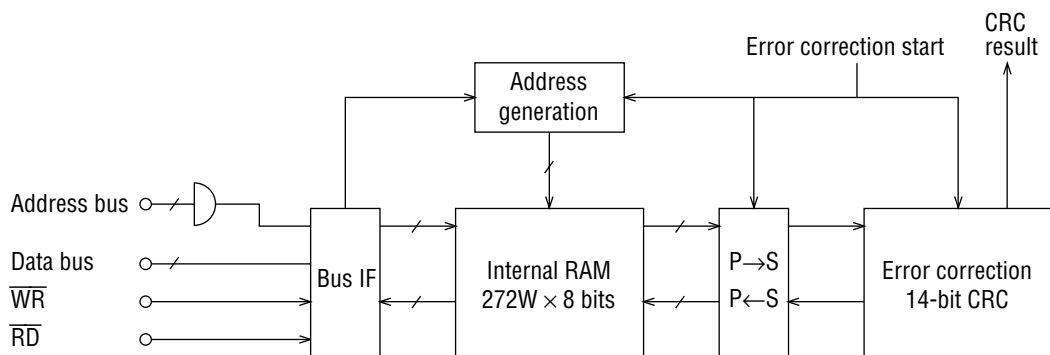 Error correction start
CRC
result
Address
generation
Address bus
Data bus
WR
RD
Bus IF
Internal RAM
272W × 8 bits
P→S
P←S
Error correction
14-bit CRC